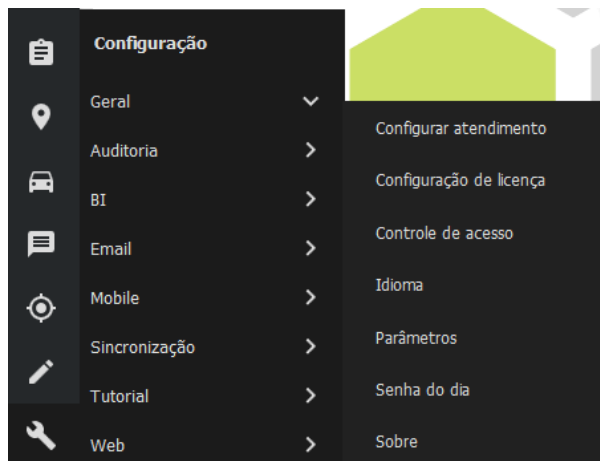 Configuração
Geral
Auditoria
BI
Email
Mobile
Sincronização
Tutorial
Web
Configurar atendimento
Configuração de licença
Controle de acesso
Idioma
Parâmetros
Senha do dia
Sobre